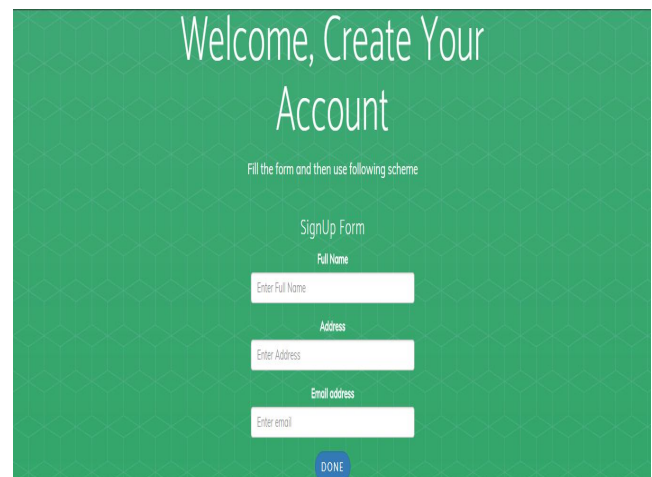 Welcome, Create Your
Account
Fill the form and then use following scheme
SignUp Form
Full Name
Enter Full Name
Address
Enter Address
Email address
Enter email
DONE